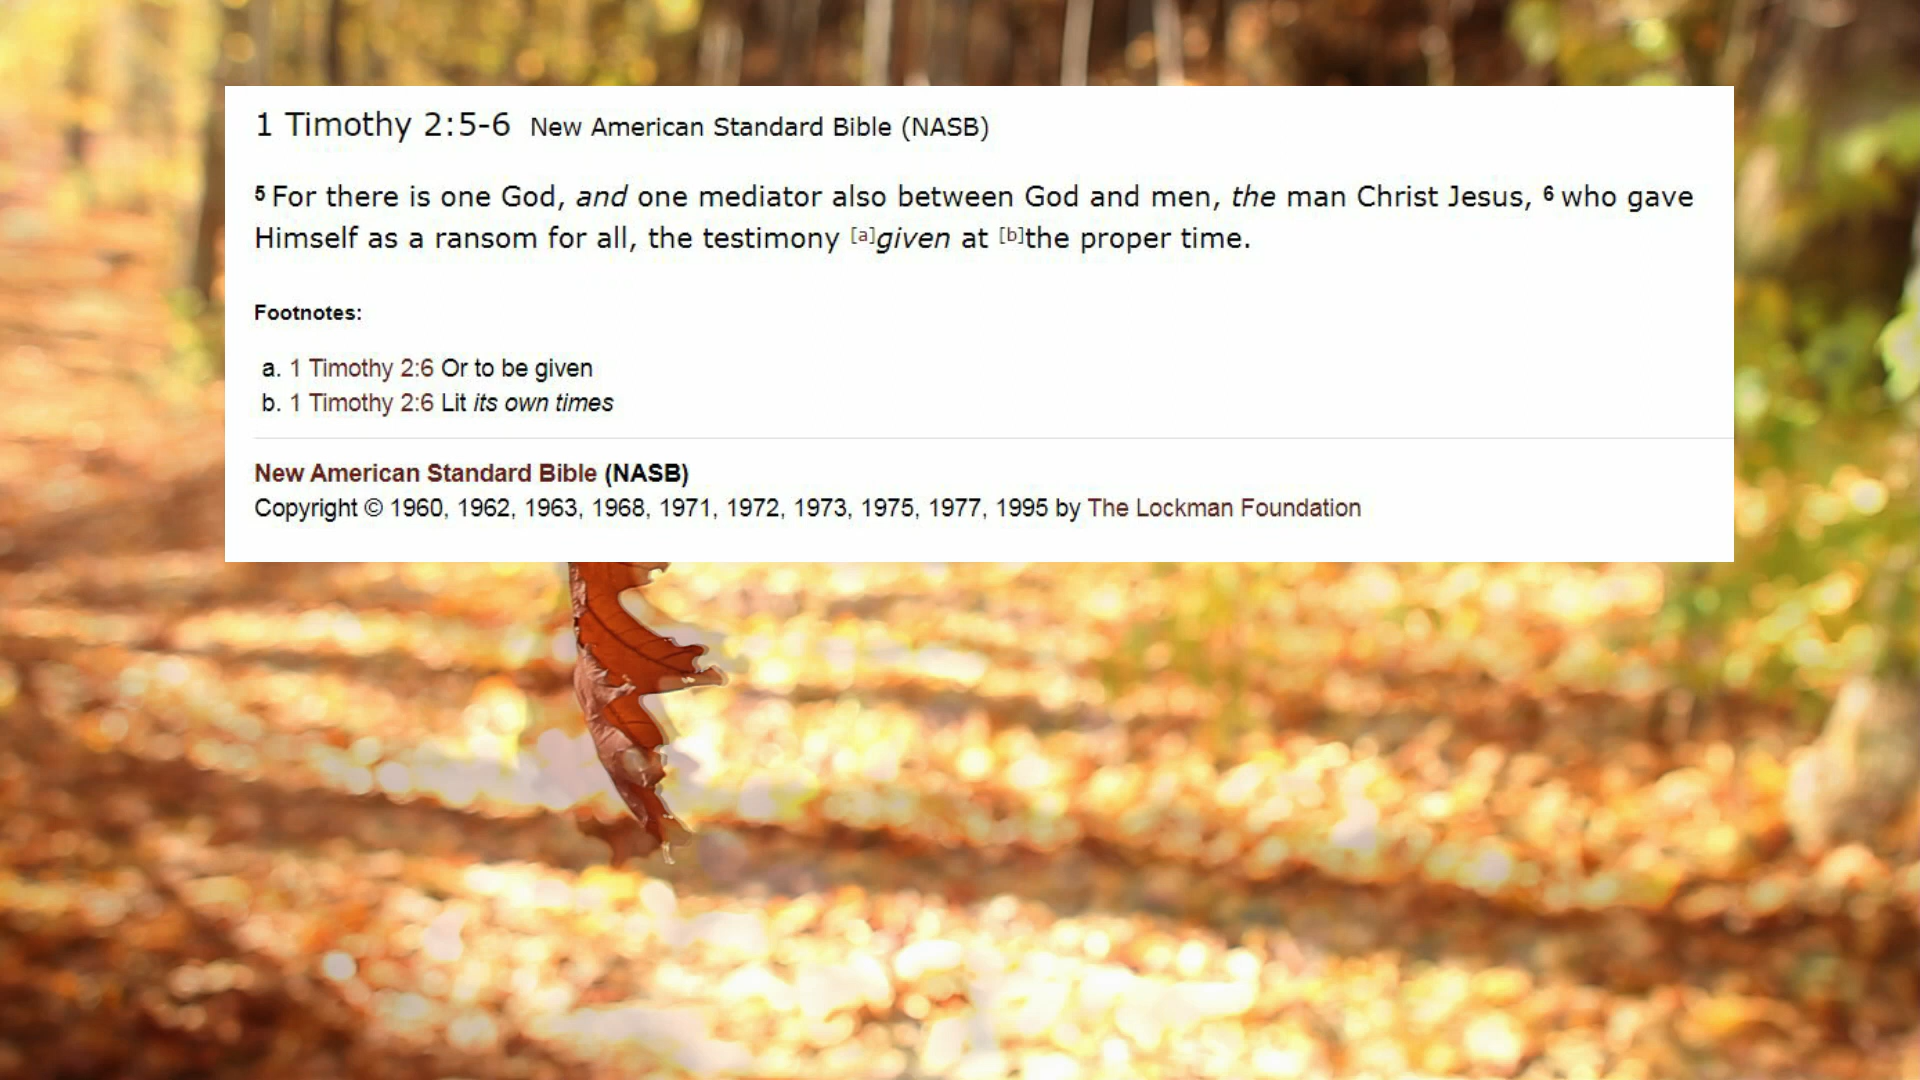 1 Timothy 2:5-6 New American Standard Bible (NASB)
5 For there is one God, and one mediator also between God and men, the man Christ Jesus, 6 who gave
Himself as a ransom for all, the testimony [a]given at [b]the proper time.
Footnotes:
a. 1 Timothy 2:6 Or to be given
b. 1 Timothy 2:6 Lit its own times
New American Standard Bible (NASB)
Copyright © 1960, 1962, 1963, 1968, 1971, 1972, 1973, 1975, 1977, 1995 by The Lockman Foundation